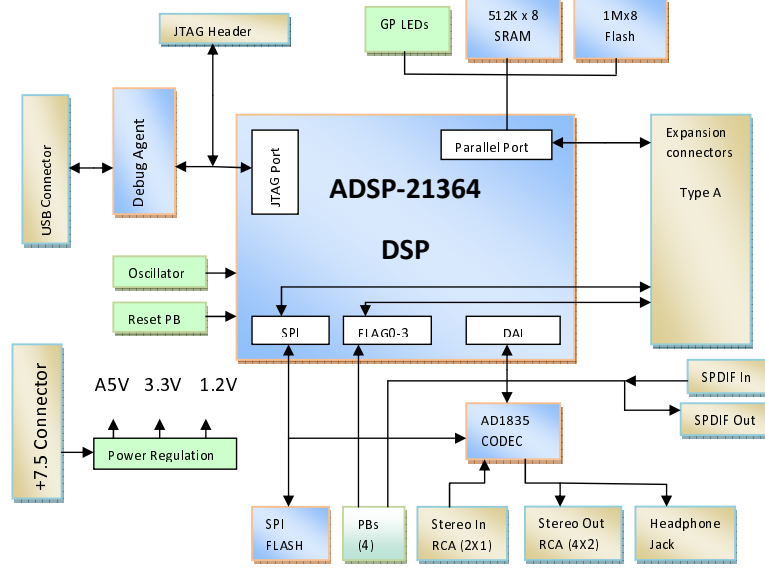 JTAG Header
GP LEDs
512K x 8
SRAM
1Mx8
Flash
USB Connector
Debug Agent
JTAG Port
Parallel Port
Expansion
connectors
Type A
ADSP-21364
DSP
Oscillator
Reset PB
SPI
FLAG0-3
DAI
+7.5 Connector
A5V
3.3V
1.2V
Power Regulation
AD1835
CODEC
SPDIF In
SPDIF Out
SPI
FLASH
PBs
(4)
Stereo In
RCA (2X1)
Stereo Out
RCA (4X2)
Headphone
Jack